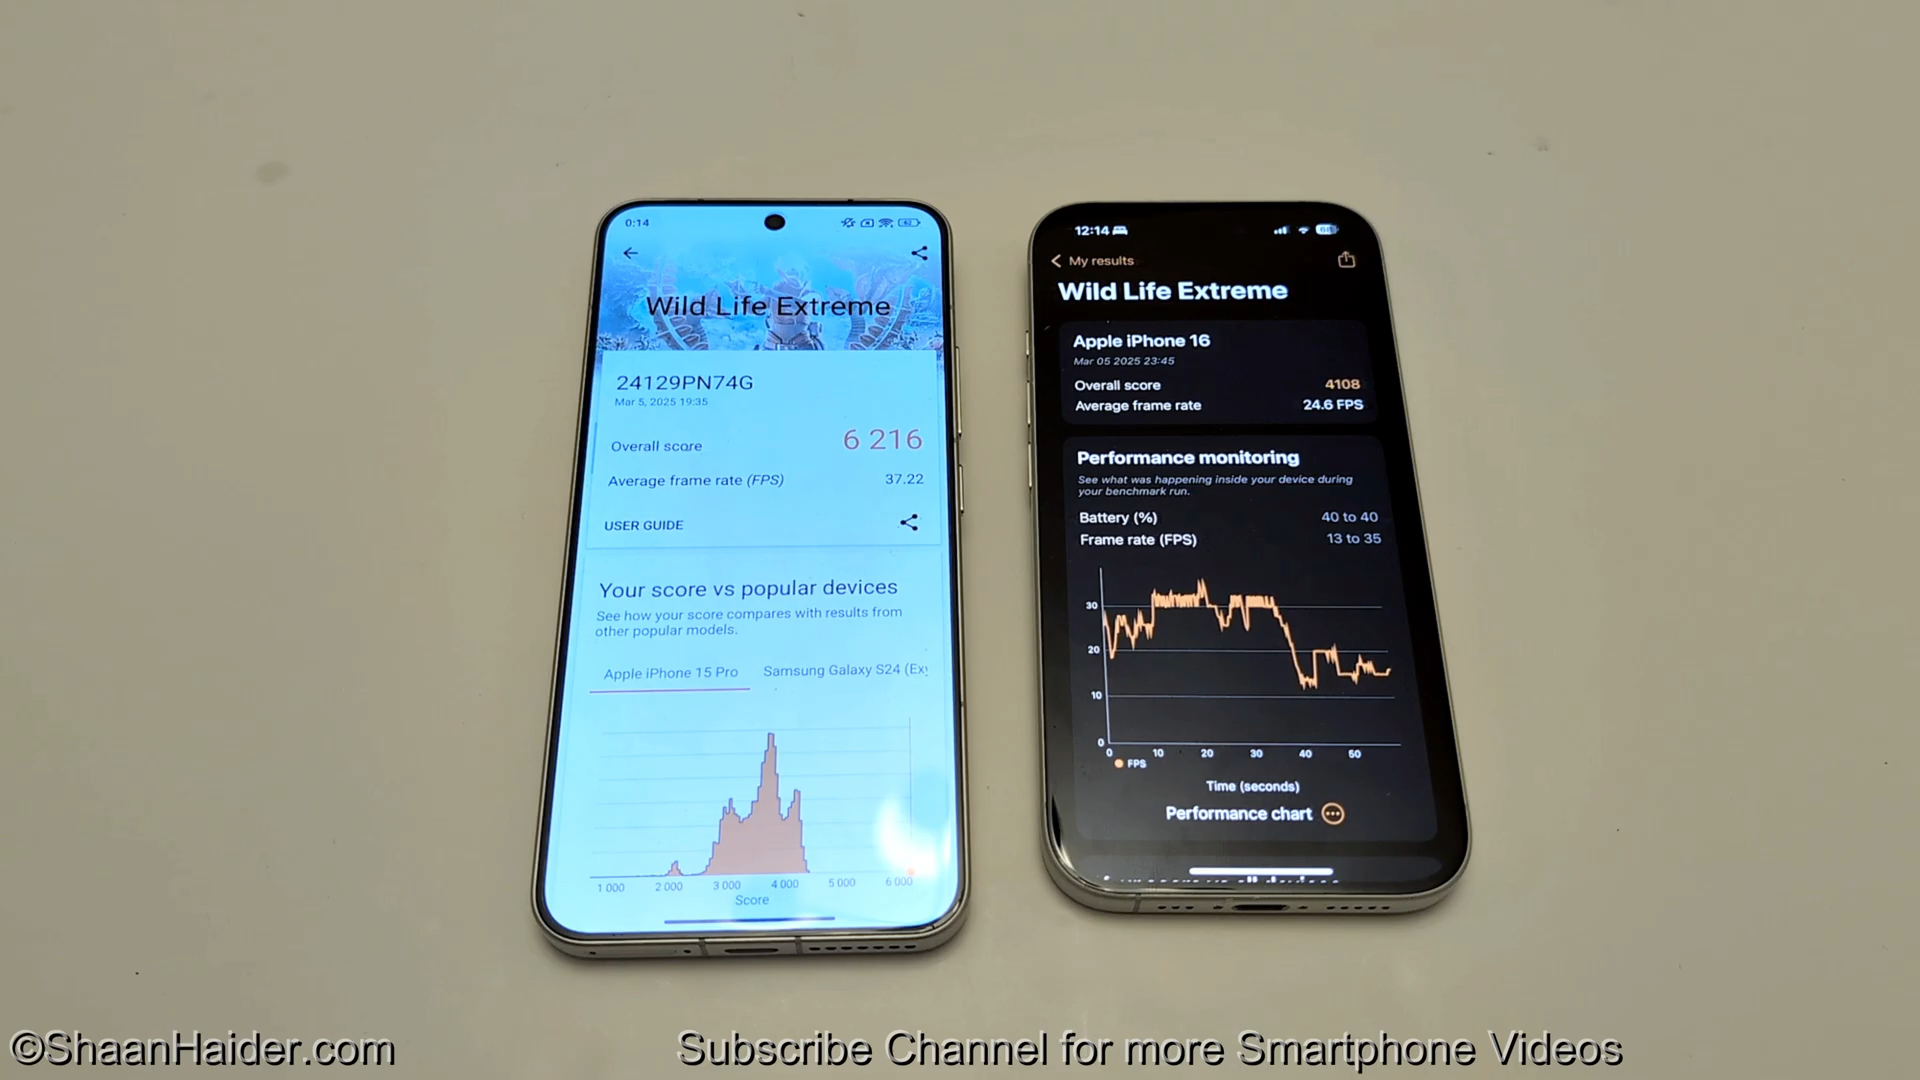 0:14
Wild Life Extreme
24129PN74G
Mar 5, 2025 19:35
Overall score 6 216
Average frame rate (FPS) 37.22
USER GUIDE
Your score vs popular devices
See how your score compares with results from
other popular models.
Apple iPhone 15 Pro Samsung Galaxy S24 (Exy
1 000 2 000 3 000 4 000 5 000 6 000
Score
12:14
My results
Wild Life Extreme
Apple iPhone 16
Mar 05 2025 23:45
Overall score 4108
Average frame rate 24.6 FPS
Performance monitoring
See what was happening inside your device during
your benchmark run.
Battery (%) 40 to 40
Frame rate (FPS) 13 to 35
30
20
10
0
0 10 20 30 40 50
FPS
Time (seconds)
Performance chart
©ShaanHaider.com
Subscribe Channel for more Smartphone Videos